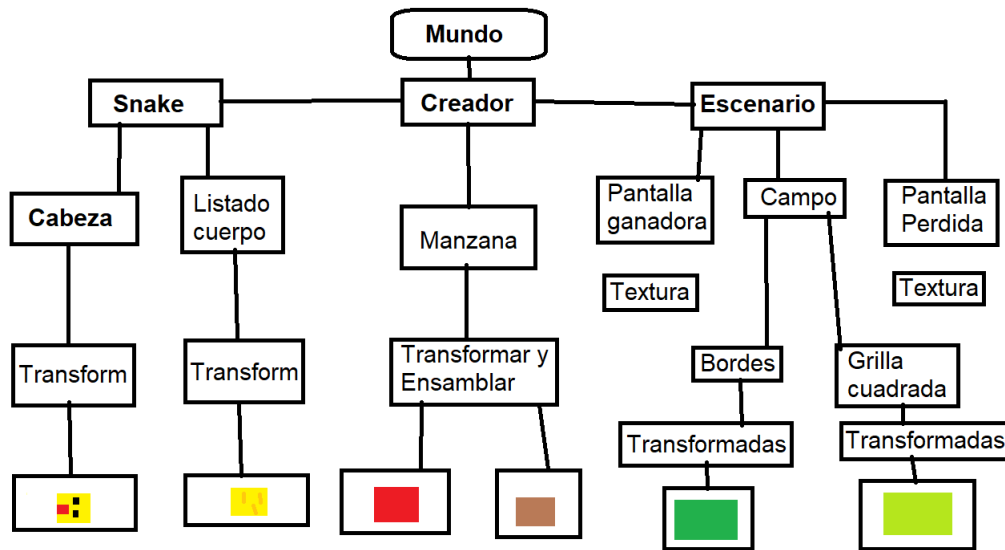 Mundo
Snake
Creador
Escenario
Cabeza
Listado
cuerpo
Manzana
Pantalla
ganadora
Campo
Pantalla
Perdida
Textura
Textura
Transform
Transform
Transformar y
Ensamblar
Bordes
Grilla
cuadrada
Transformadas
Transformadas